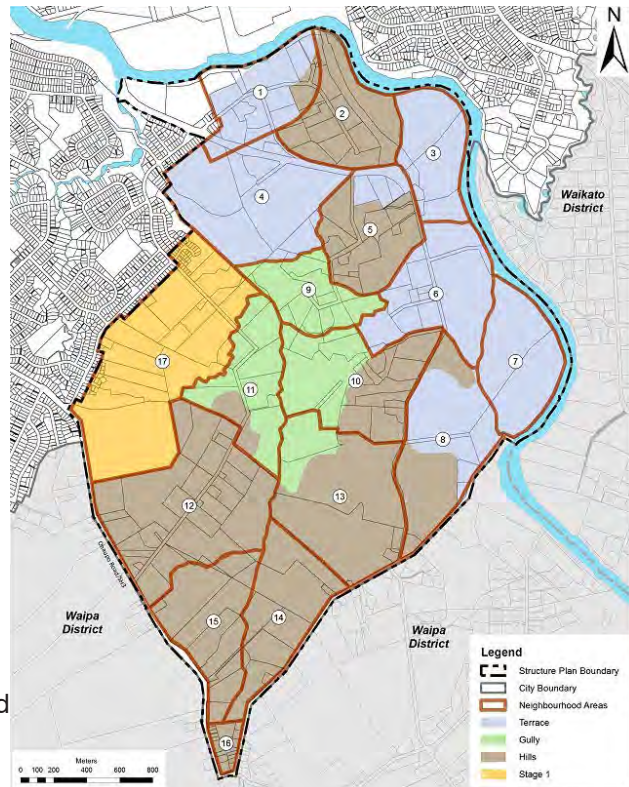 N
1
2
3
4
5
6
7
8
9
10
11
12
13
14
15
16
17
Waikato
District
Waipa
District
Waipa
District
d
Legend
Structure Plan Boundary
City Boundary
Neighbourhood Areas
Terrace
Gully
Hills
Stage 1
Meters
0 100 200 400 600 800